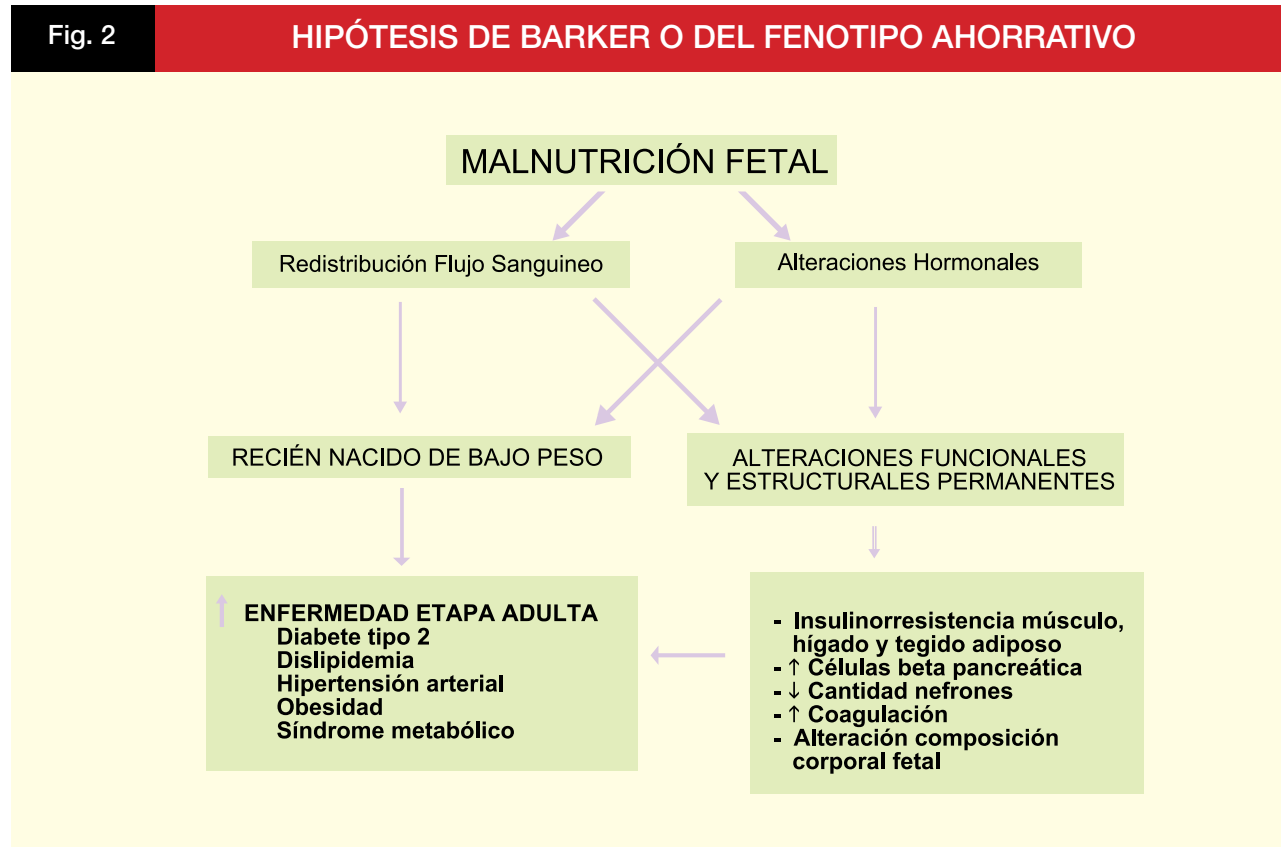 Fig. 2
HIPÓTESIS DE BARKER O DEL FENOTIPO AHORRATIVO
MALNUTRICIÓN FETAL
Redistribución Flujo Sanguineo
Alteraciones Hormonales
RECIÉN NACIDO DE BAJO PESO
ALTERACIONES FUNCIONALES
Y ESTRUCTURALES PERMANENTES
↑ ENFERMEDAD ETAPA ADULTA
Diabete tipo 2
Dislipidemia
Hipertensión arterial
Obesidad
Síndrome metabólico
- Insulinorresistencia músculo,
hígado y tegido adiposo
- ↑ Células beta pancreática
- ↓ Cantidad nefrones
- ↑ Coagulación
- Alteración composición
corporal fetal